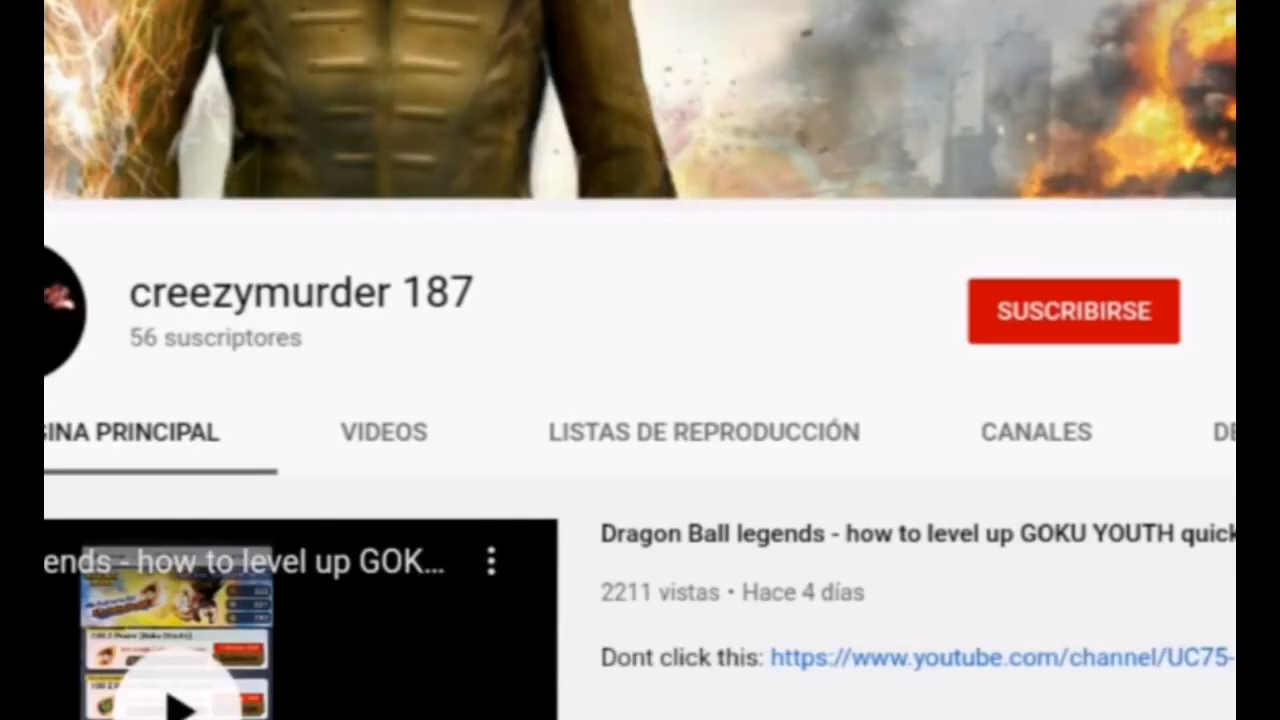 creezymurder 187
56 suscriptores
SUSCRIBIRSE
GINA PRINCIPAL
VIDEOS
LISTAS DE REPRODUCCIÓN
CANALES
DE
Dragon Ball legends - how to level up GOKU YOUTH quick
ends - how to level up GOK...
2211 vistas • Hace 4 días
Dont click this: https://www.youtube.com/channel/UC75-